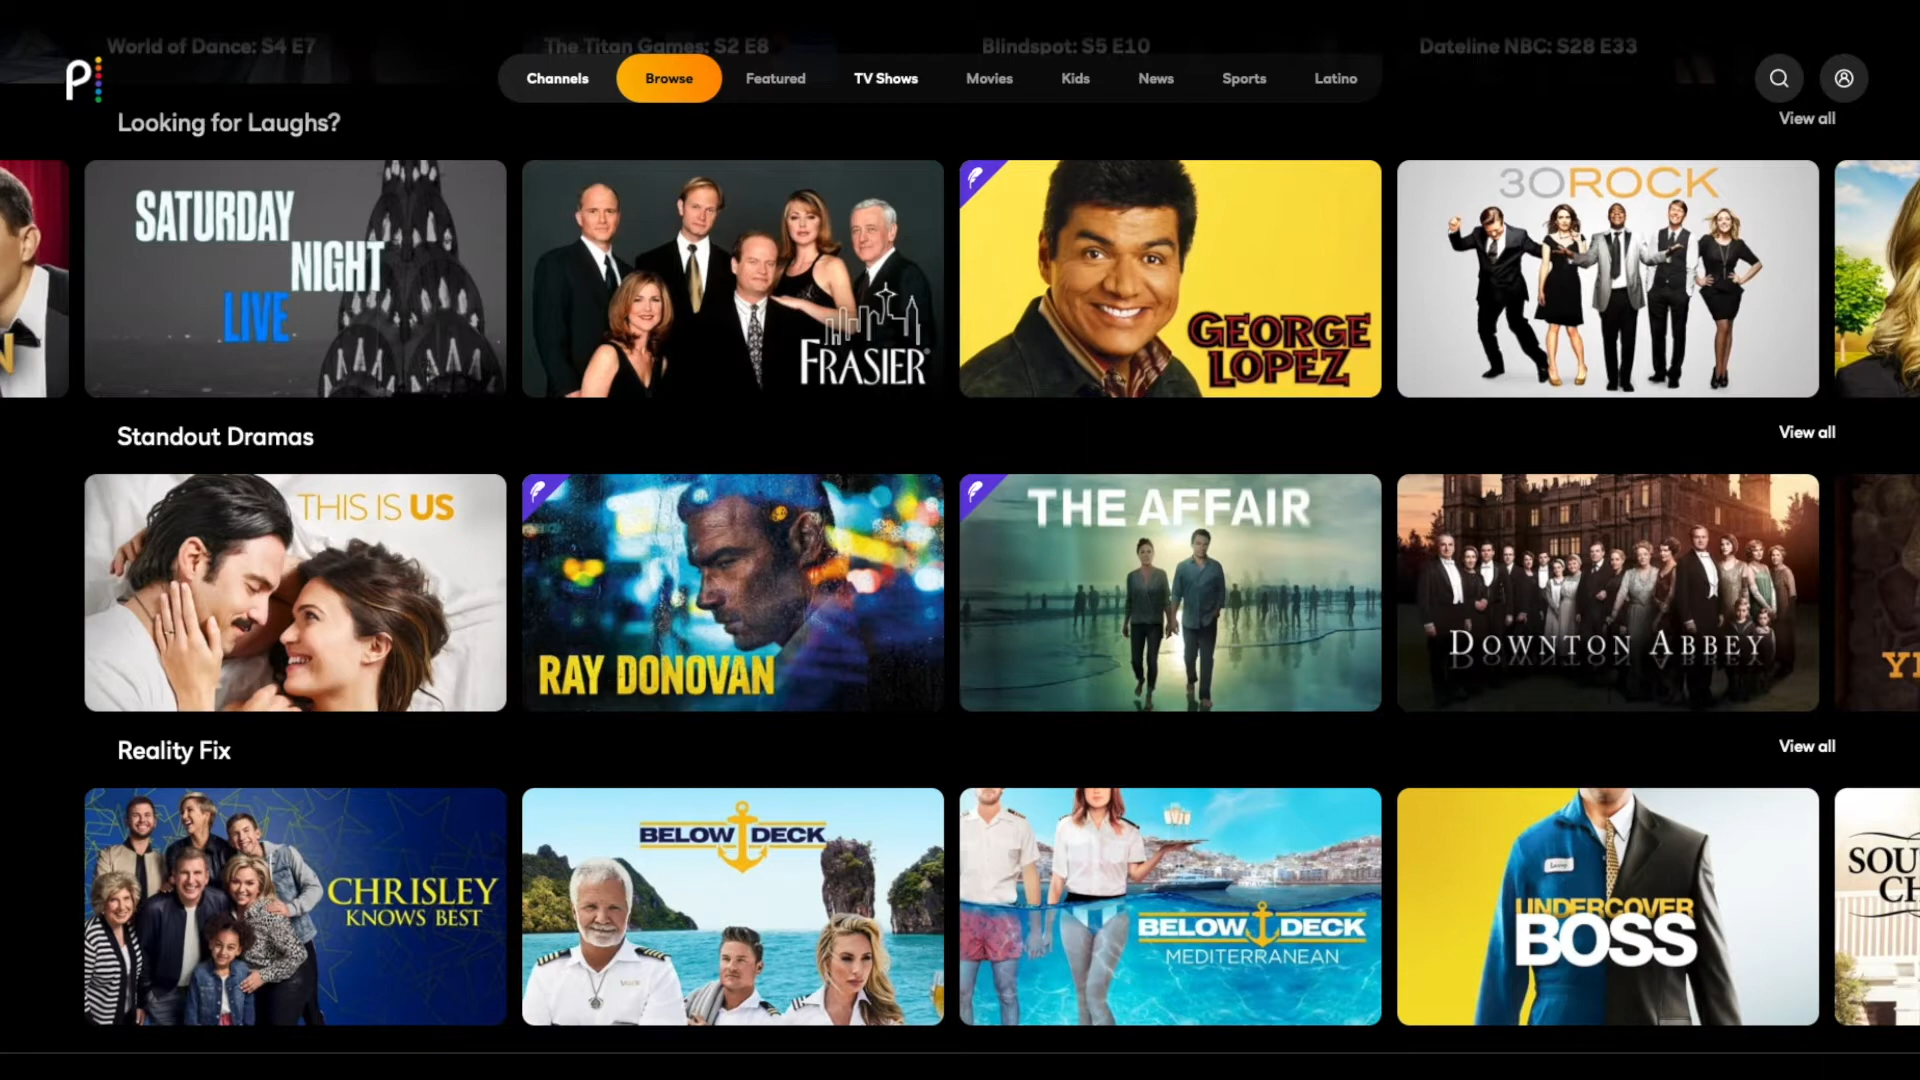 World of Dance: S4 E7
The Titan Games: S2 E8
Blindspot: S5 E10
Dateline NBC: S28 E33
P
Channels
Browse
Featured
TV Shows
Movies
Kids
News
Sports
Latino
Looking for Laughs?
View all
N
SATURDAY
NIGHT
LIVE
FRASIER
GEORGE
LOPEZ
30ROCK
Standout Dramas
View all
THIS IS US
RAY DONOVAN
THE AFFAIR
DOWNTON ABBEY
Reality Fix
View all
CHRISLEY
KNOWS BEST
BELOW DECK
BELOW DECK
MEDITERRANEAN
UNDERCOVER
BOSS
SOU
CH